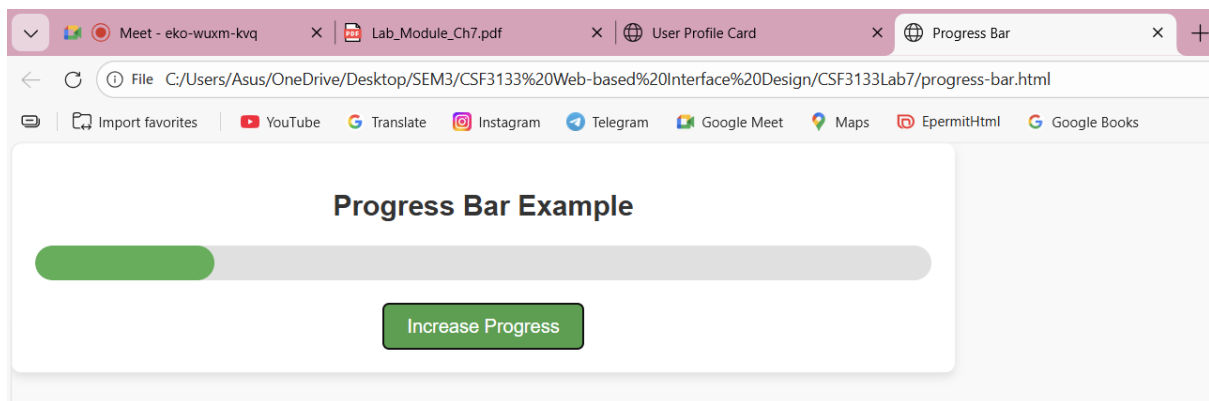 Meet - eko-wuxm-kvq Lab_Module_Ch7.pdf User Profile Card Progress Bar
File C:/Users/Asus/OneDrive/Desktop/SEM3/CSF3133%20Web-based%20Interface%20Design/CSF3133Lab7/progress-bar.html
Import favorites YouTube Translate Instagram Telegram Google Meet Maps EpermitHtml Google Books
Progress Bar Example
Increase Progress